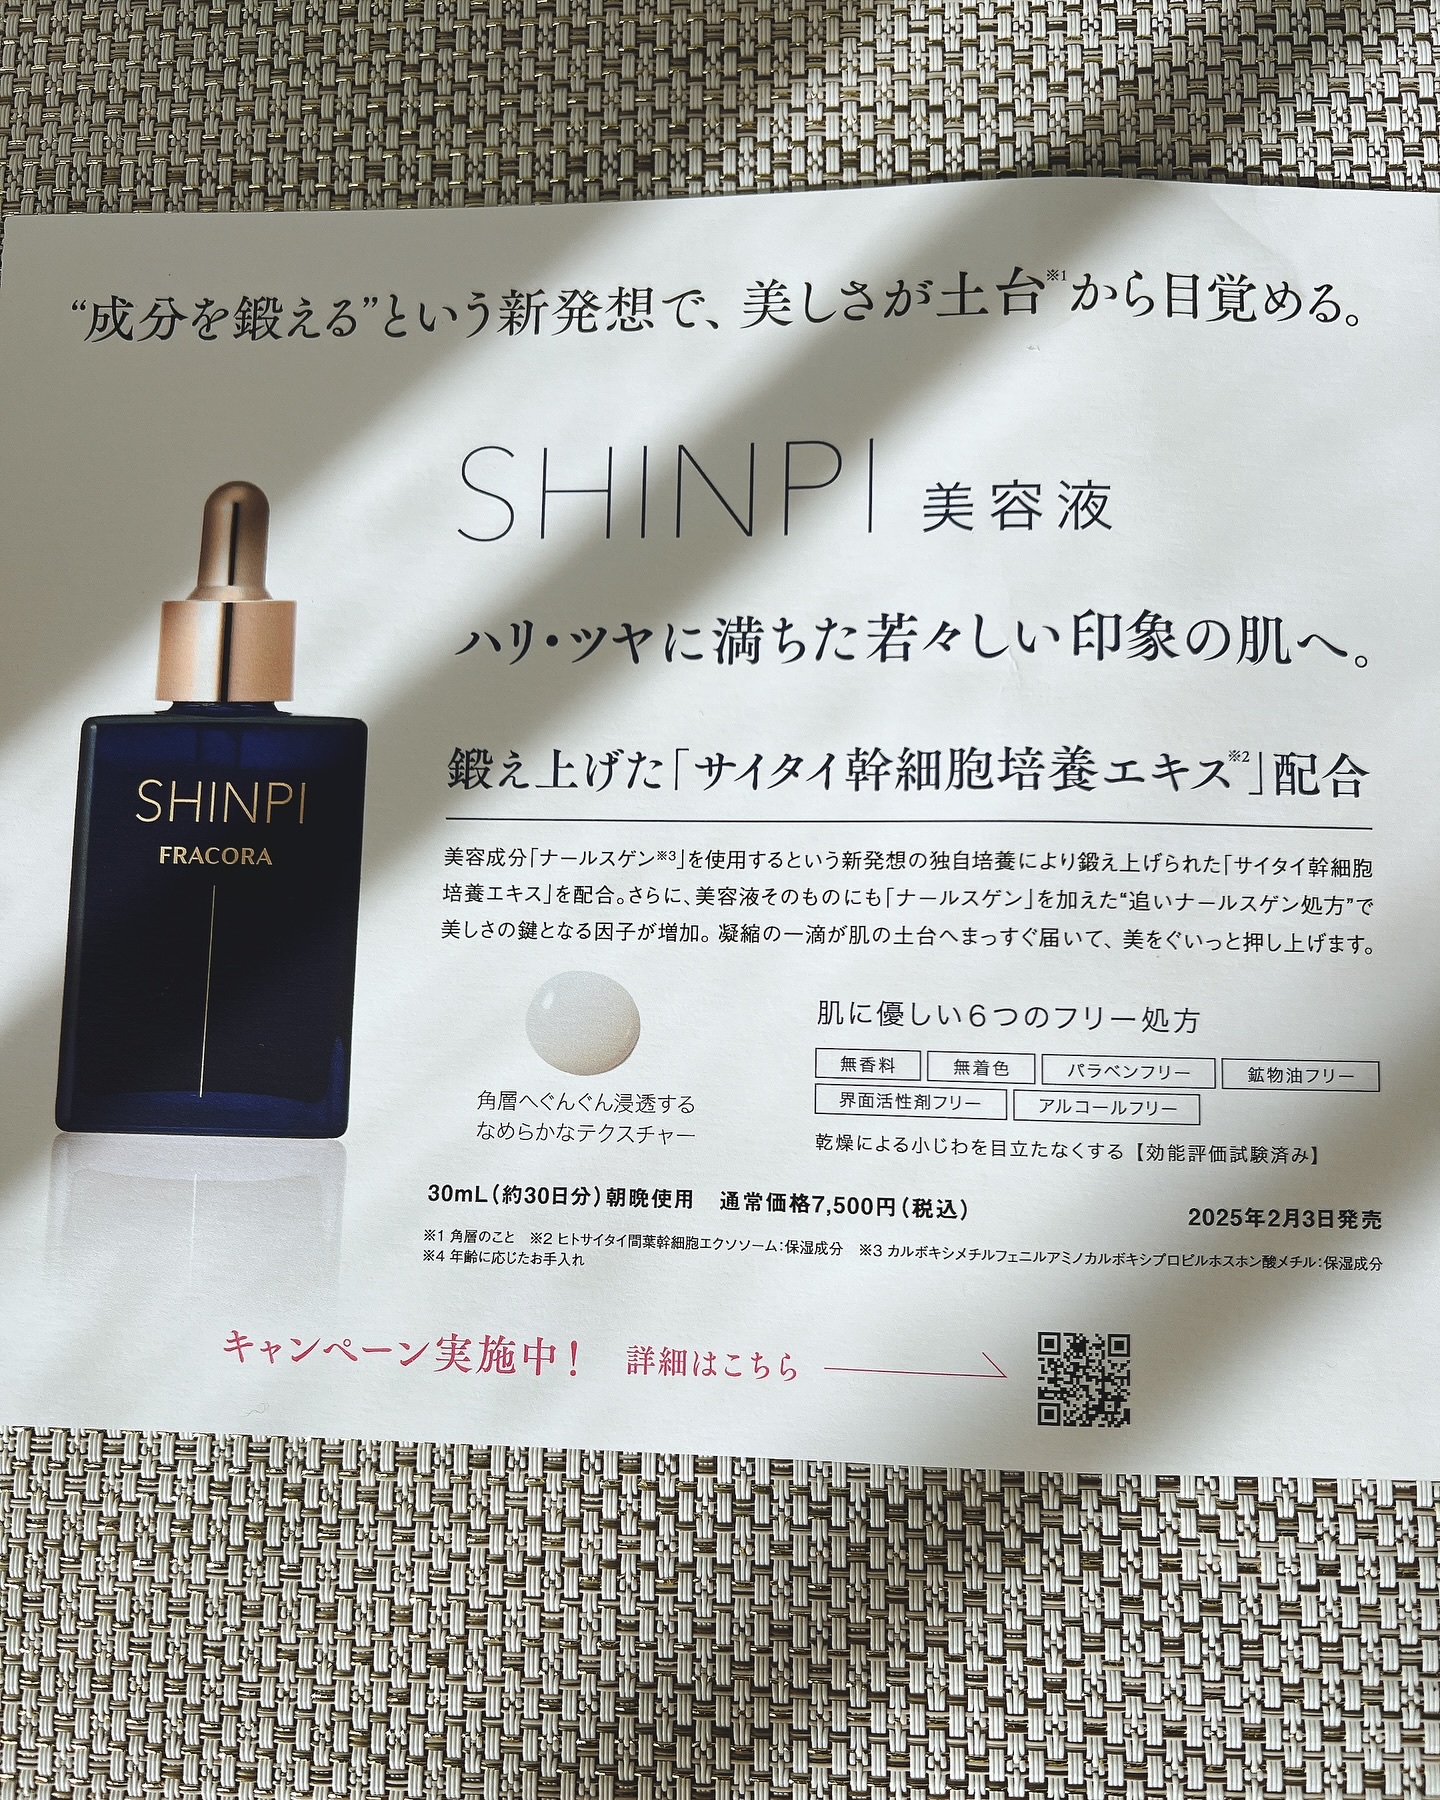 “成分を鍛える”という新発想で、美しさが土台※1から目覚める。
SHINPI 美容液
ハリ・ツヤに満ちた若々しい印象の肌へ。
鍛え上げた「サイタイ幹細胞培養エキス※2」配合
美容成分「ナールスゲン※3」を使用するという新発想の独自培養により鍛え上げられた「サイタイ幹細胞
培養エキス」を配合。さらに、美容液そのものにも「ナールスゲン」を加えた“追いナールスゲン処方”で
美しさの鍵となる因子が増加。凝縮の一滴が肌の土台へまっすぐ届いて、美をぐいっと押し上げます。
SHINPI
FRACORA
角層へぐんぐん浸透する
なめらかなテクスチャー
肌に優しい6つのフリー処方
無香料 無着色 パラベンフリー 鉱物油フリー
界面活性剤フリー アルコールフリー
乾燥による小じわを目立たなくする【効能評価試験済み】
30mL(約30日分)朝晩使用 通常価格7,500円(税込)
2025年2月3日発売
※1 角層のこと ※2 ヒトサイタイ間葉幹細胞エクソソーム:保湿成分 ※3 カルボキシメチルフェニルアミノカルボキシプロピルホスホン酸メチル:保湿成分
※4 年齢に応じたお手入れ
キャンペーン実施中! 詳細はこちら